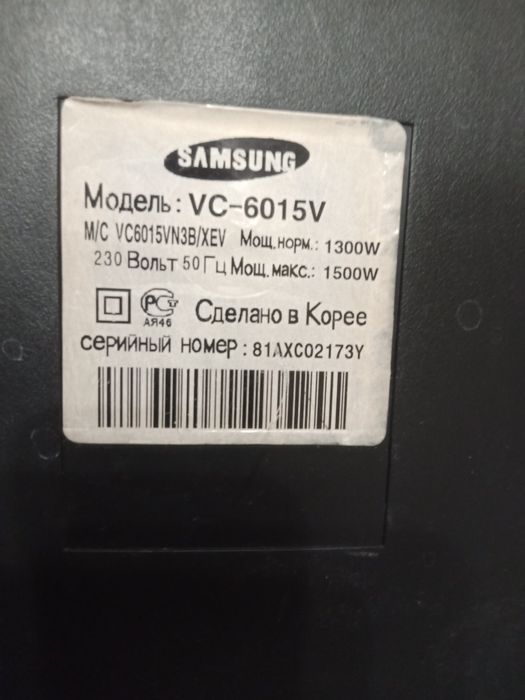 SAMSUNG
Модель: VC-6015V
M/C VC6015VN3B/XEV Мощ.норм.: 1300W
230 Вольт 50 Гц Мощ.макс.: 1500W
РСТ Сделано в Корее
АЯ46
серийный номер: 81AXC02173Y